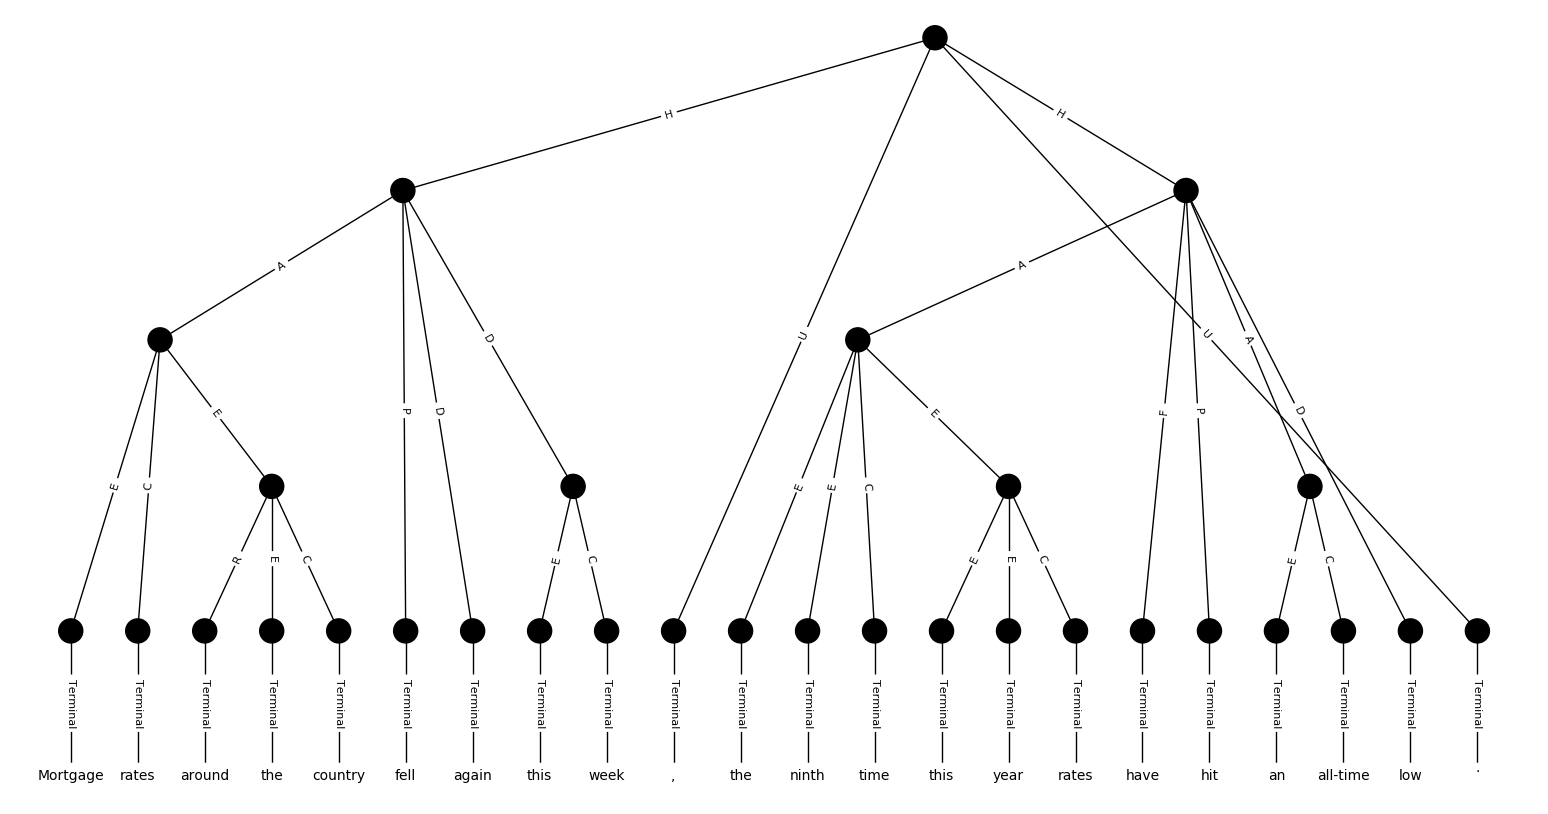 H H
A P D D U A F P A D U
E C E E E C E
R E C E C E E C E C
Terminal Terminal Terminal Terminal Terminal Terminal Terminal Terminal Terminal Terminal Terminal Terminal Terminal Terminal Terminal Terminal Terminal Terminal Terminal Terminal Terminal Terminal
Mortgage rates around the country fell again this week , the ninth time this year rates have hit an all-time low .